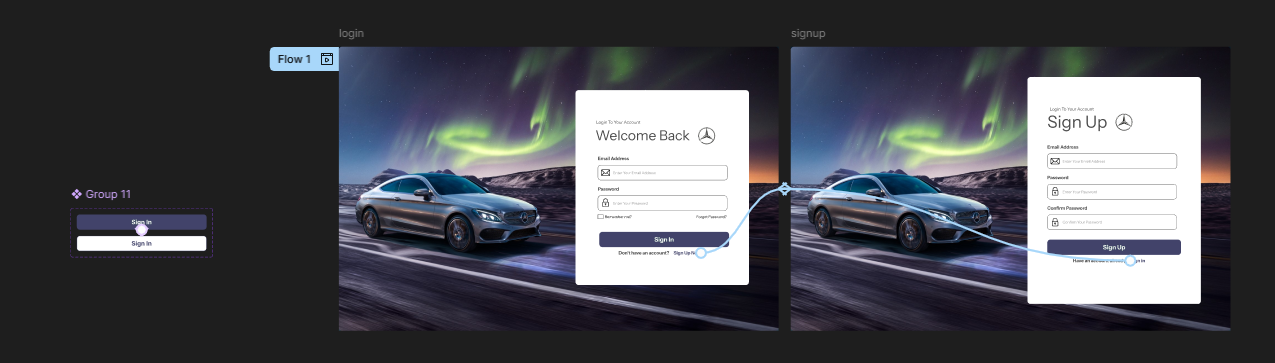 login
signup
Flow 1
Group 11
Sign In
Sign In
Login To Your Account
Welcome Back
Email Address
Enter Your Email Address
Password
Enter Your Password
Remember me?
Forgot Password?
Sign In
Don't have an account? Sign Up
Login To Your Account
Sign Up
Email Address
Enter Your Email Address
Password
Enter Your Password
Confirm Password
Confirm Your Password
Sign Up
Have an
In